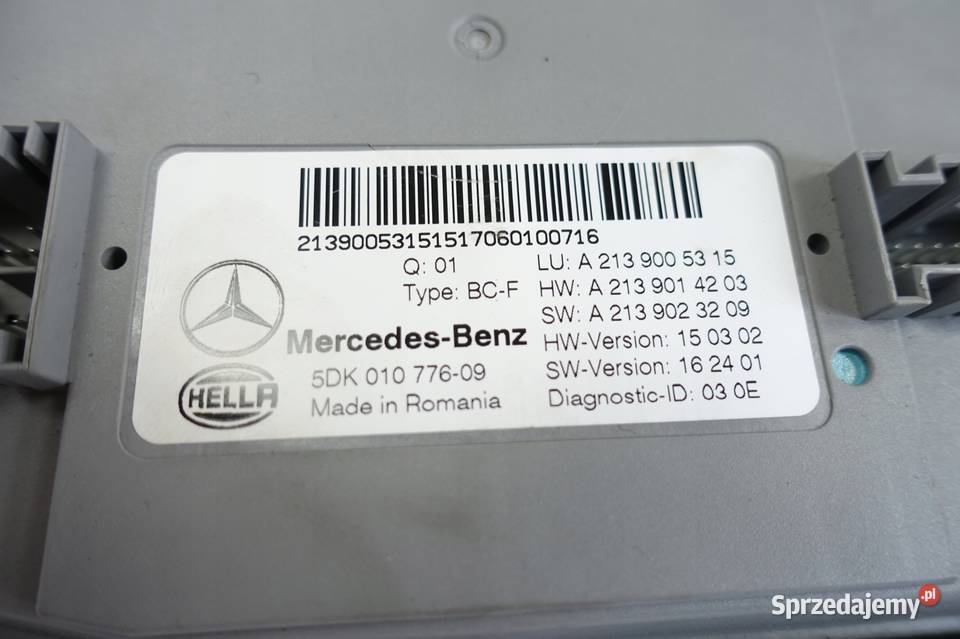 213900531515170601​00716
Q: 01
Type: BC-F
LU: A 213 900 53 15
HW: A 213 901 42 03
SW: A 213 902 32 09
HW-Version: 15 03 02
SW-Version: 16 24 01
Diagnostic-ID: 03 0E
Mercedes-Benz
HELLA
5DK 010 776-09
Made in Romania
Sprzedajemy.pl